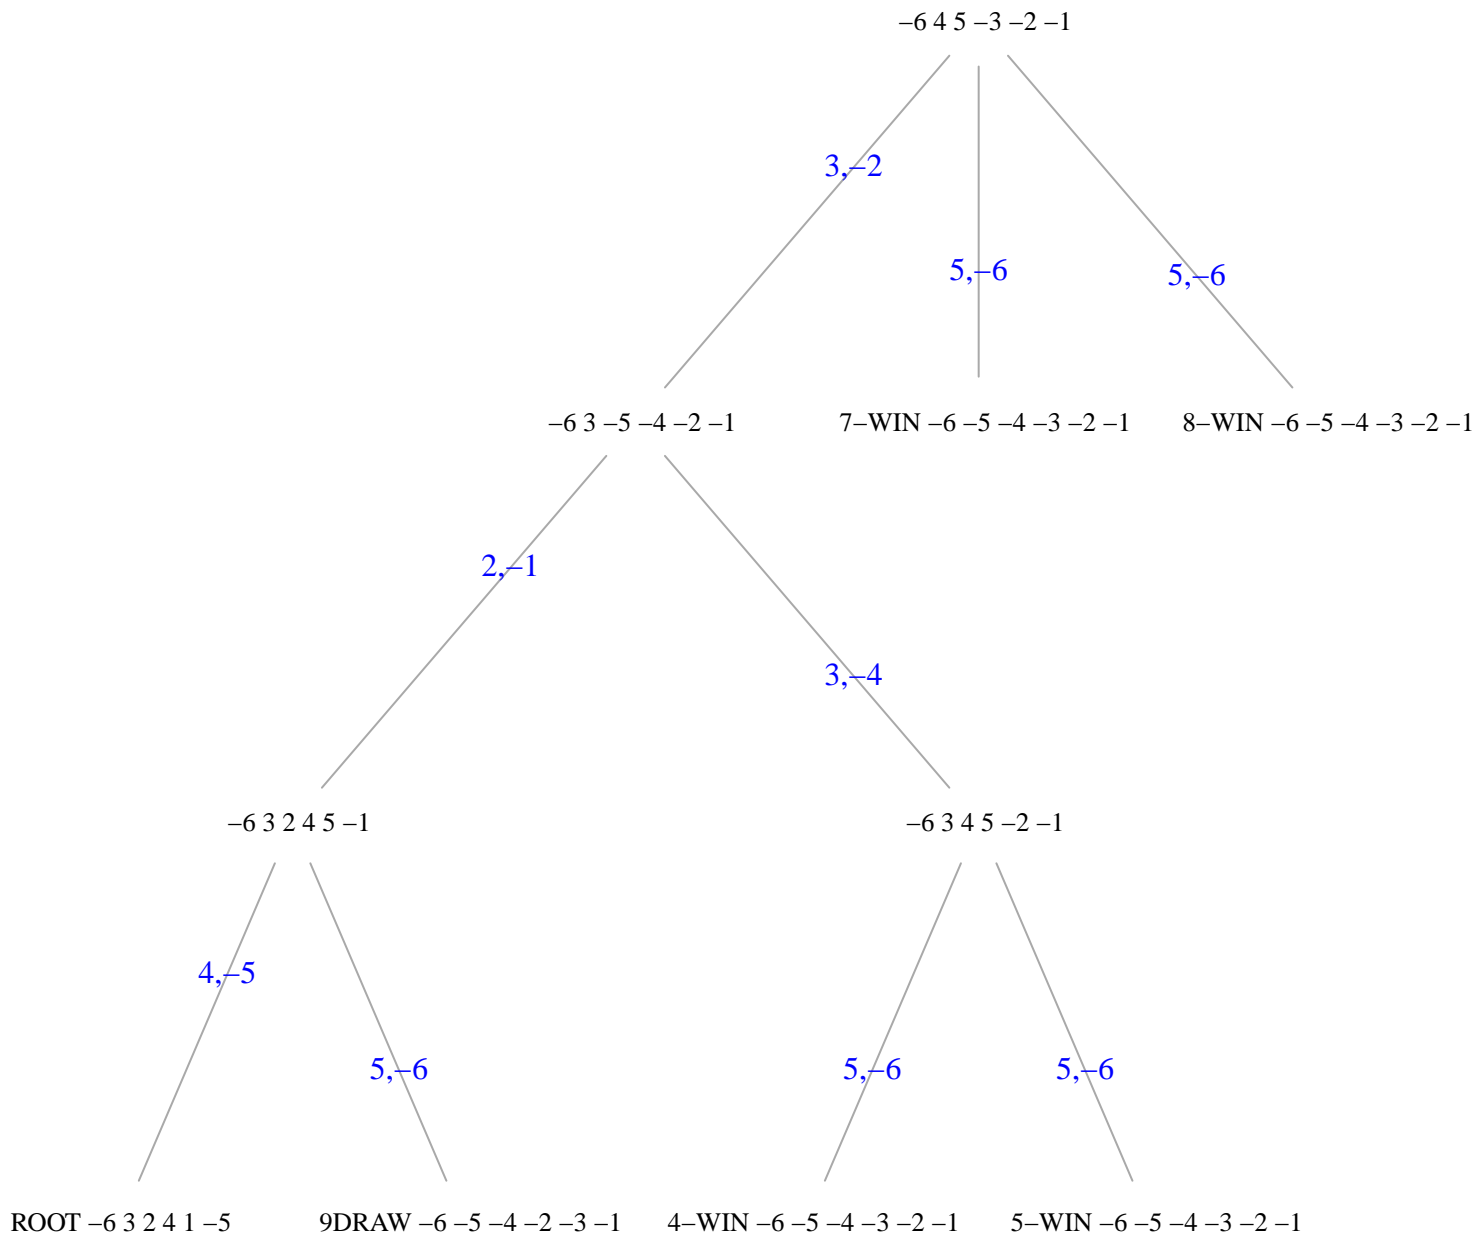 –6 4 5 –3 –2 –1
3,–2
5,–6
5,–6
–6 3 –5 –4 –2 –1
7–WIN –6 –5 –4 –3 –2 –1
8–WIN –6 –5 –4 –3 –2 –1
2,–1
3,–4
–6 3 2 4 5 –1
–6 3 4 5 –2 –1
4,–5
5,–6
5,–6
5,–6
ROOT –6 3 2 4 1 –5
9DRAW –6 –5 –4 –2 –3 –1
4–WIN –6 –5 –4 –3 –2 –1
5–WIN –6 –5 –4 –3 –2 –1